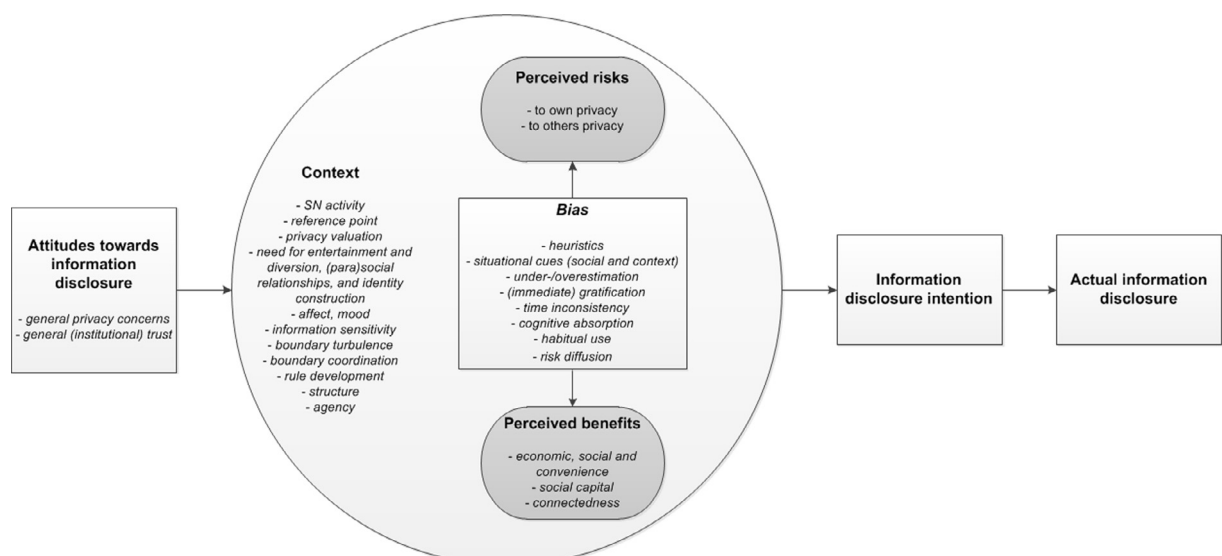 Attitudes towards
information
disclosure
- general privacy concerns
- general (institutional) trust
Context
- SN activity
- reference point
- privacy valuation
- need for entertainment and
diversion, (para)social
relationships, and identity
construction
- affect, mood
- information sensitivity
- boundary turbulence
- boundary coordination
- rule development
- structure
- agency
Perceived risks
- to own privacy
- to others privacy
Bias
- heuristics
- situational cues (social and context)
- under-/overestimation
- (immediate) gratification
- time inconsistency
- cognitive absorption
- habitual use
- risk diffusion
Perceived benefits
- economic, social and
convenience
- social capital
- connectedness
Information
disclosure intention
Actual information
disclosure